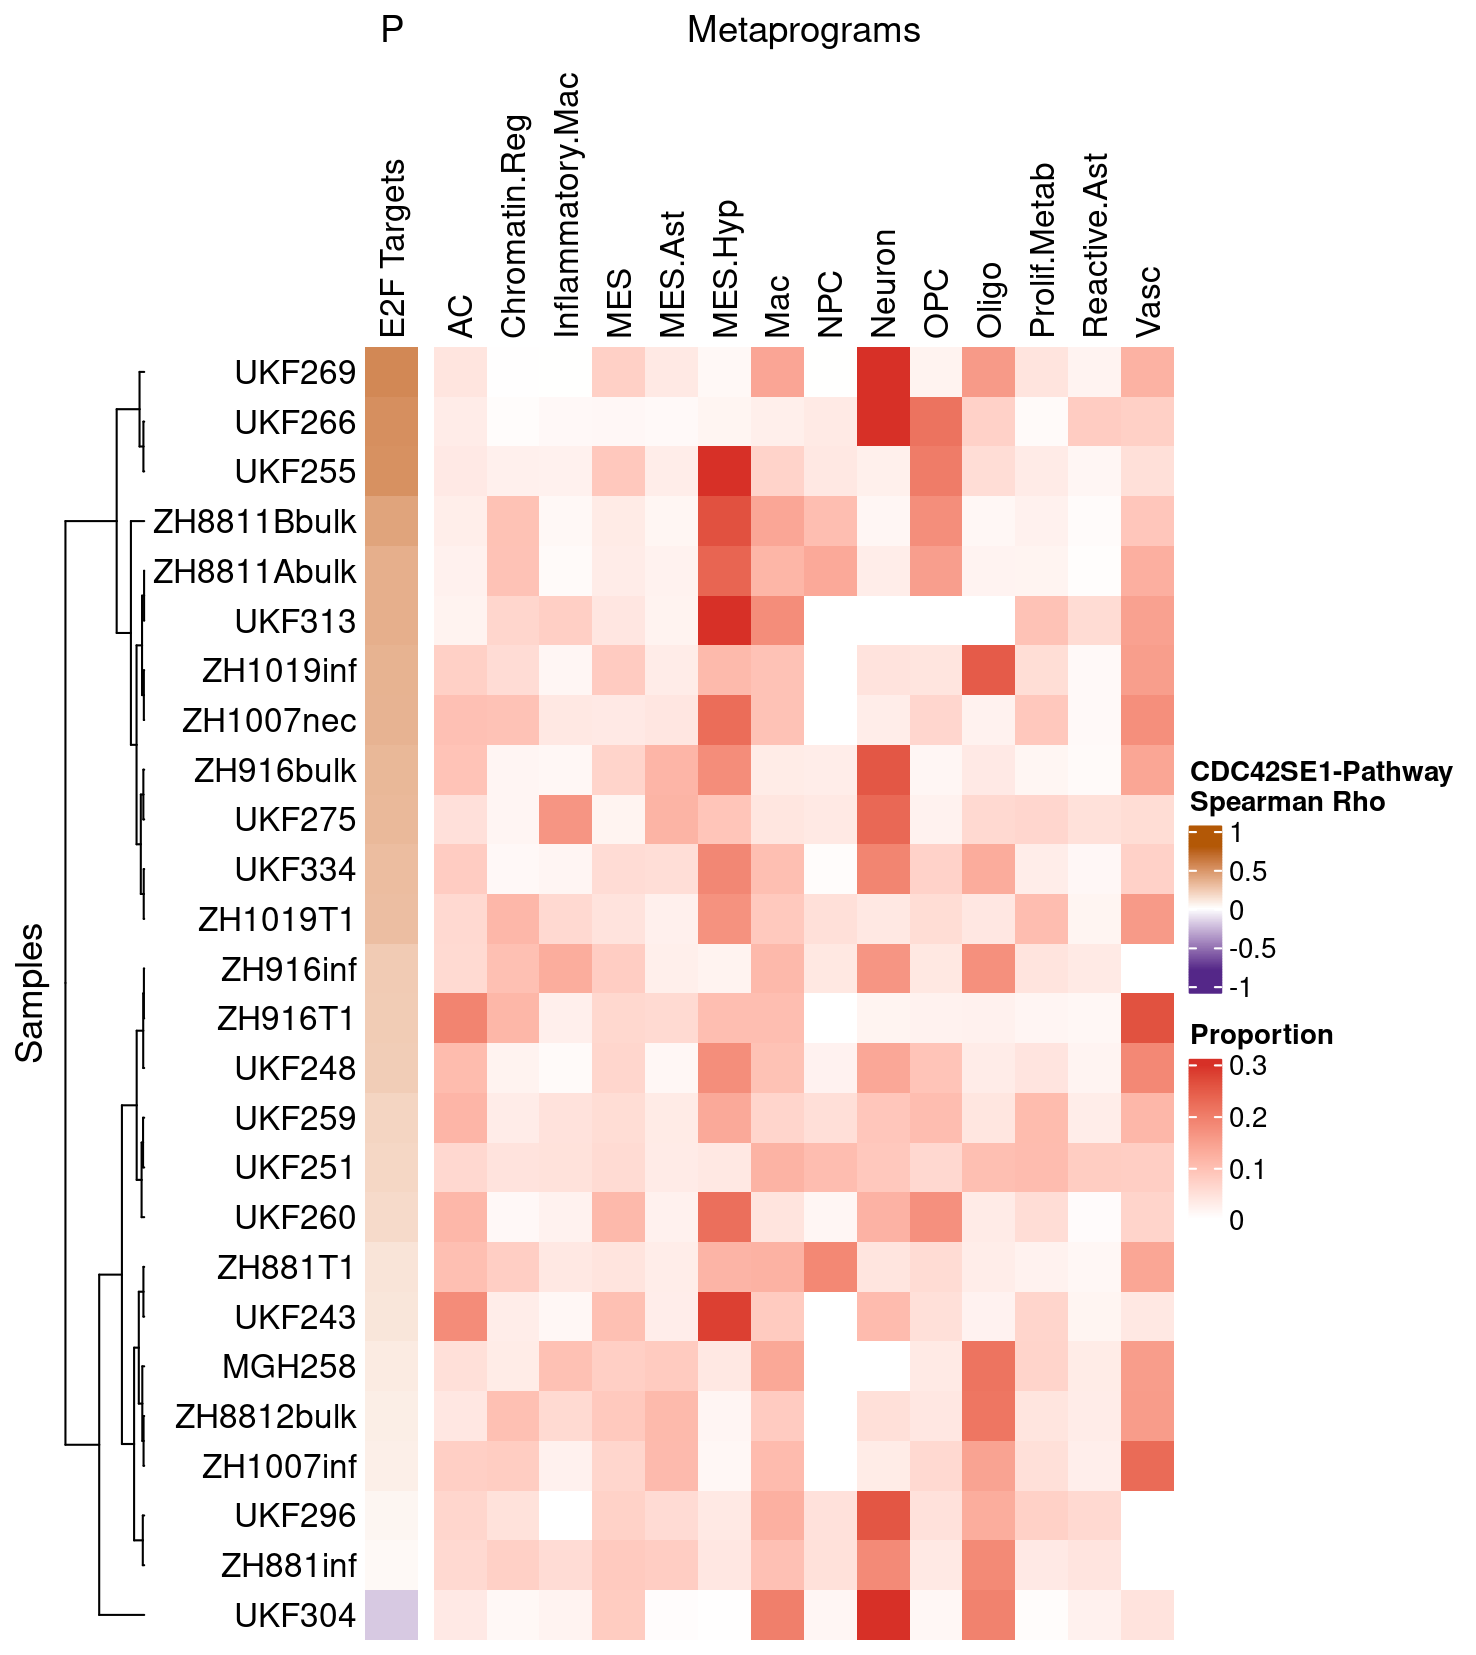 P
Metaprograms
E2F Targets
AC
Chromatin.Reg
Inflammatory.Mac
MES
MES.Ast
MES.Hyp
Mac
NPC
Neuron
OPC
Oligo
Prolif.Metab
Reactive.Ast
Vasc
Samples
UKF269
UKF266
UKF255
ZH8811Bbulk
ZH8811Abulk
UKF313
ZH1019inf
ZH1007nec
ZH916bulk
UKF275
UKF334
ZH1019T1
ZH916inf
ZH916T1
UKF248
UKF259
UKF251
UKF260
ZH881T1
UKF243
MGH258
ZH8812bulk
ZH1007inf
UKF296
ZH881inf
UKF304
CDC42SE1-Pathway
Spearman Rho
1
0.5
0
-0.5
-1
Proportion
0.3
0.2
0.1
0